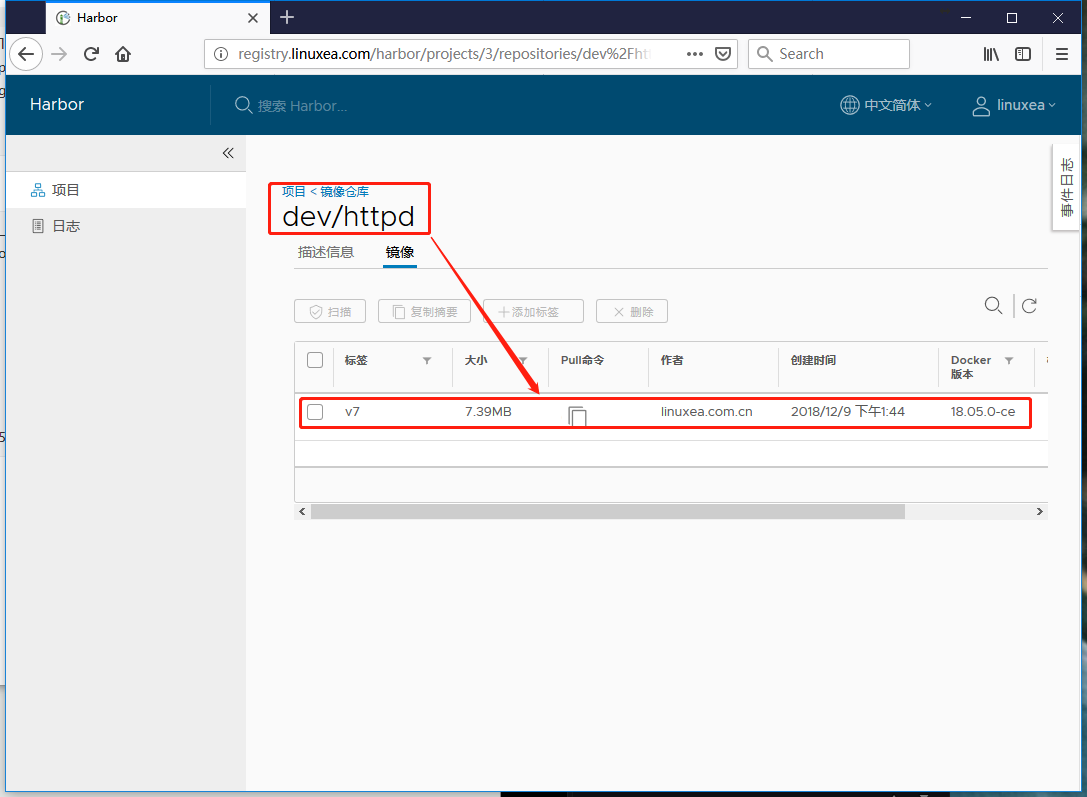 Harbor
registry.linuxea.com/harbor/projects/3/repositories/dev%2Fht
Search
Harbor
搜索 Harbor...
中文简体
linuxea
项目
日志
事件日志
项目 < 镜像仓库
dev/httpd
描述信息 镜像
扫描 复制摘要 +添加标签 × 删除
标签 大小 Pull命令 作者 创建时间 Docker
版本
v7 7.39MB linuxea.com.cn 2018/12/9 下午1:44 18.05.0-ce